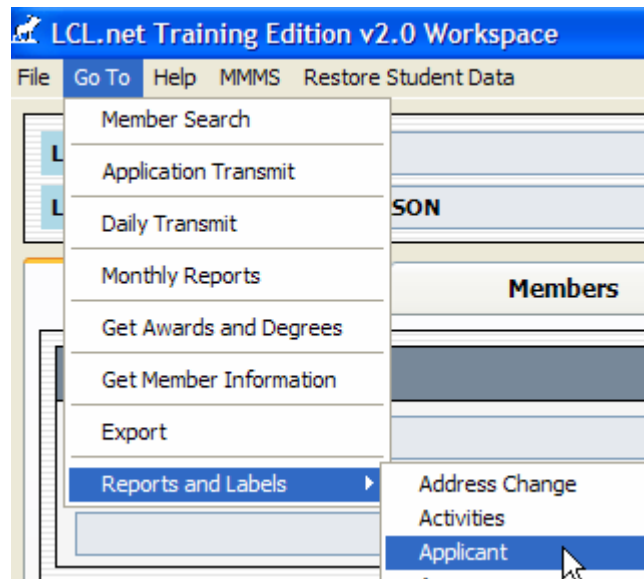 LCL.net Training Edition v2.0 Workspace
File Go To Help MMMS Restore Student Data
Member Search
L
Application Transmit
L SON
Daily Transmit
Monthly Reports
Members
Get Awards and Degrees
Get Member Information
Export
Reports and Labels
Address Change
Activities
Applicant